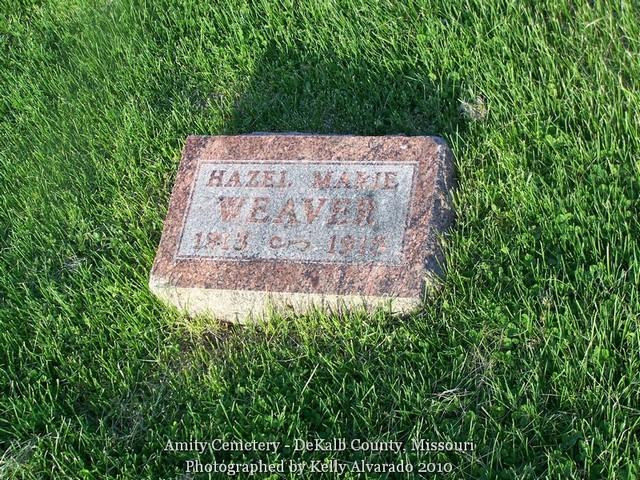 HAZEL MARIE
WEAVER
1913
Amity Cemetery - DeKalb County, Missouri
Photographed by Kelly Alvarado 2010